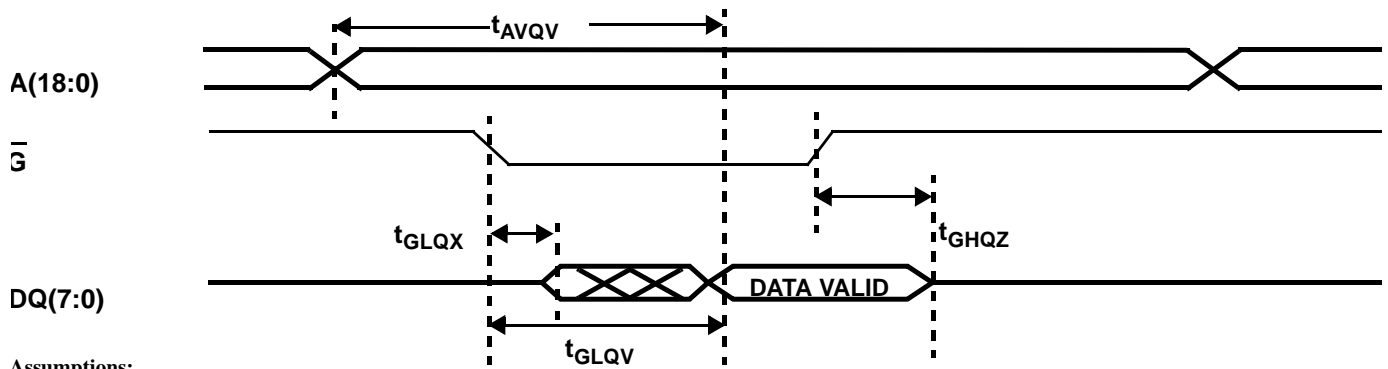 tAVQV
A(18:0)
G
tGLQX
tGHQZ
DQ(7:0)
DATA VALID
tGLQV
Assumptions: